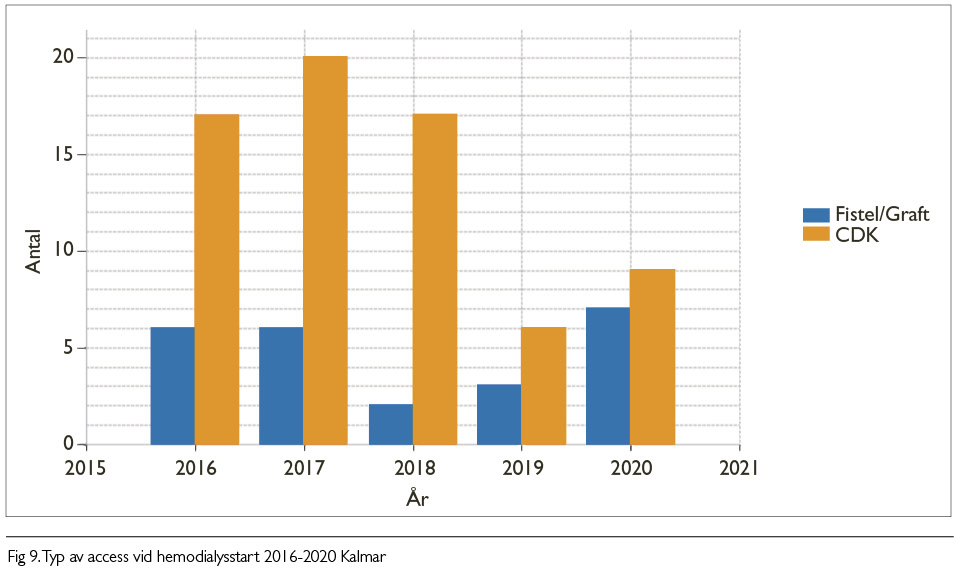 20
15
10
5
0
Antal
2015 2016 2017 2018 2019 2020 2021
År
Fistel/Graft
CDK
Fig 9. Typ av access vid hemodialysstart 2016-2020 Kalmar